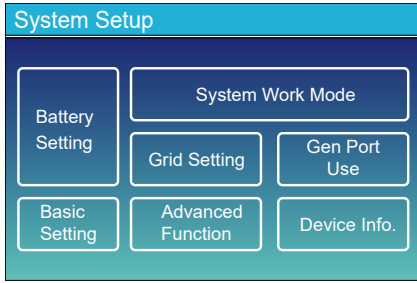 System Setup
Battery
Setting
System Work Mode
Grid Setting
Gen Port
Use
Basic
Setting
Advanced
Function
Device Info.